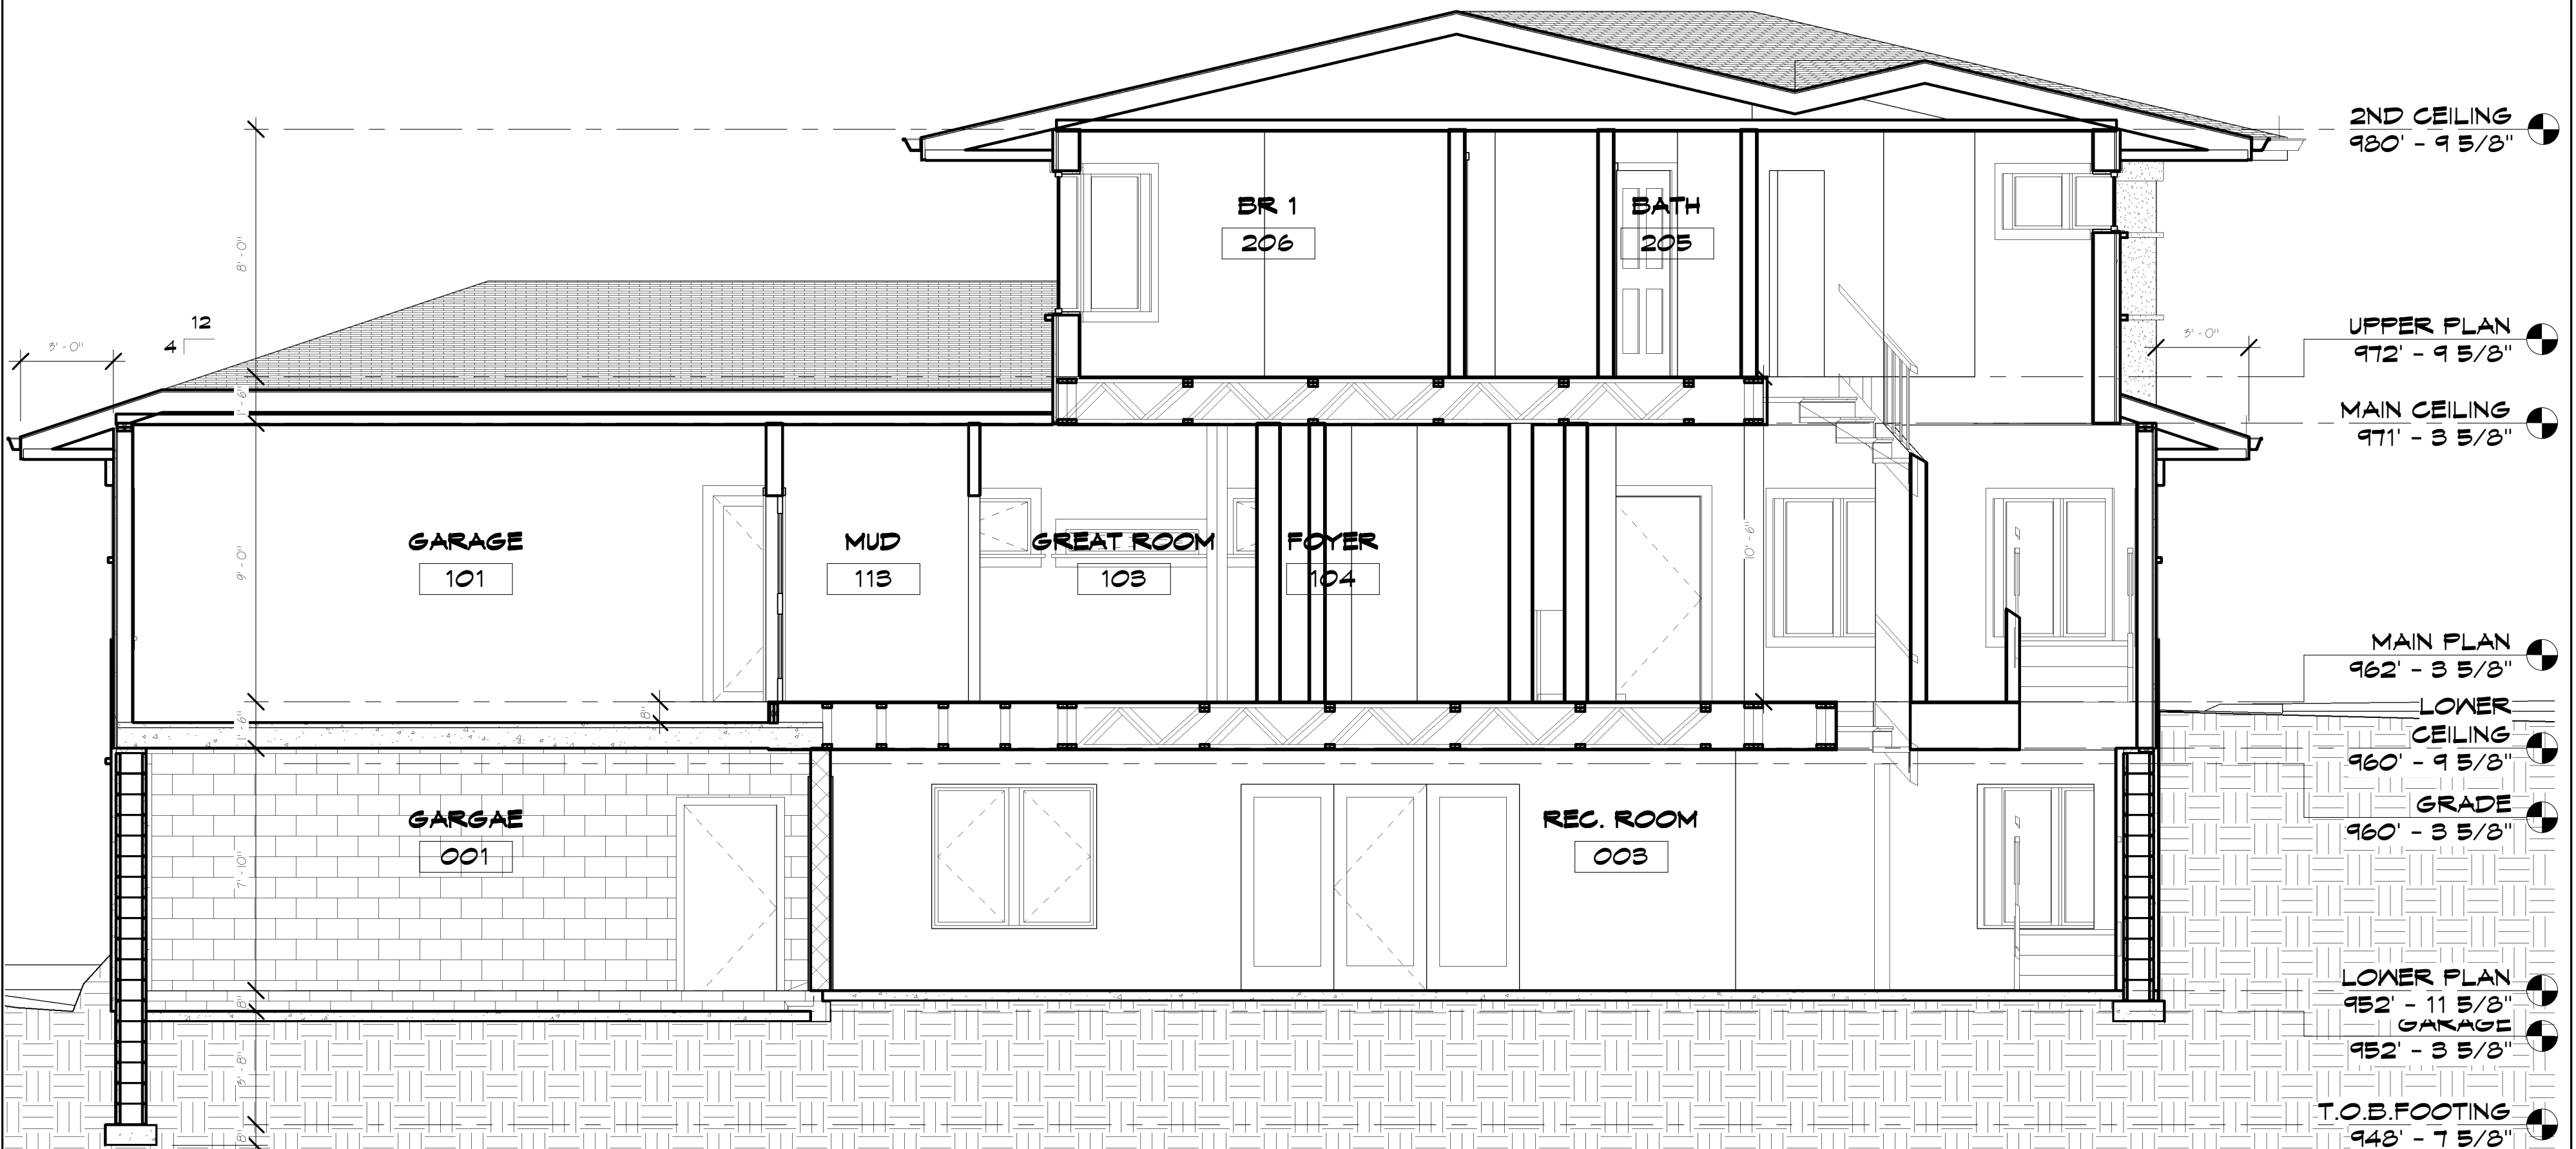 2ND CEILING
980' - 9 5/8"
BR 1
206
BATH
205
8' - 0"
12
4
3' - 0"
3' - 0"
UPPER PLAN
972' - 9 5/8"
1' - 6"
MAIN CEILING
971' - 3 5/8"
GARAGE
101
MUD
113
GREAT ROOM
103
FOYER
104
9' - 0"
10' - 6"
MAIN PLAN
962' - 3 5/8"
8"
1' - 6"
LOWER
CEILING
960' - 9 5/8"
GARGAE
001
REC. ROOM
003
7' - 10"
GRADE
960' - 3 5/8"
LOWER PLAN
952' - 11 5/8"
8"
GARAGE
952' - 3 5/8"
3' - 8"
T.O.B.FOOTING
948' - 7 5/8"
8"